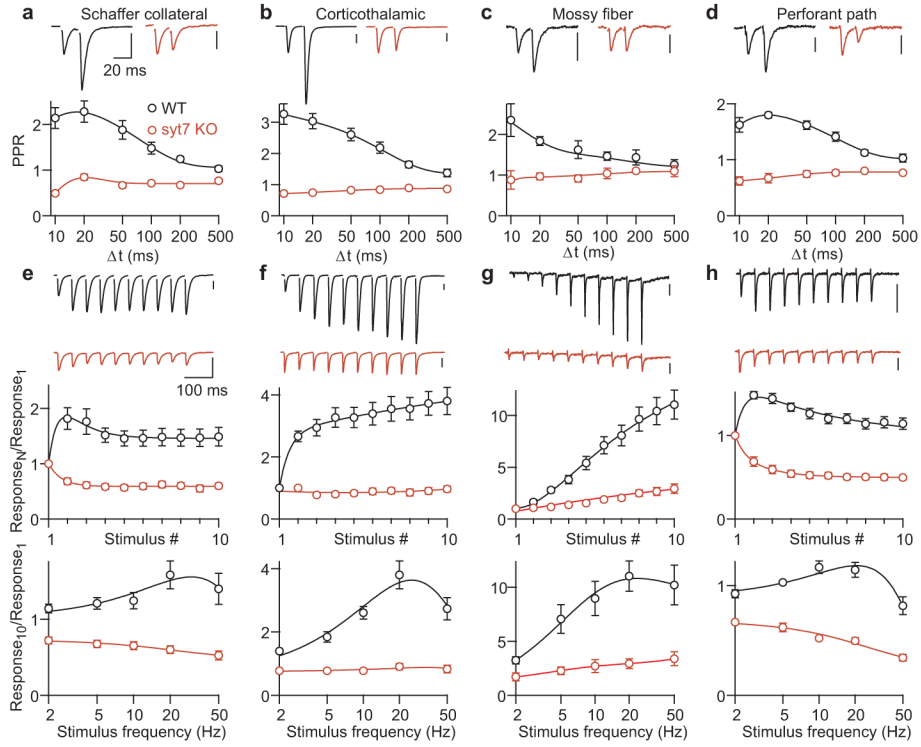 a Schaffer collateral
b Corticothalamic
c Mossy fiber
d Perforant path
20 ms
WT
syt7 KO
PPR
2
1
0
3
2
1
0
2
1
0
2
1
0
10 20 50 100 200 500
10 20 50 100 200 500
10 20 50 100 200 500
10 20 50 100 200 500
Δt (ms)
Δt (ms)
Δt (ms)
Δt (ms)
e
f
g
h
100 ms
Response_N/Response_1
2
1
0
4
2
0
10
5
0
1
0
1 Stimulus # 10
1 Stimulus # 10
1 Stimulus # 10
1 Stimulus # 10
Response_10/Response_1
1
0
4
2
0
10
5
0
1
0
2 5 10 20 50
2 5 10 20 50
2 5 10 20 50
2 5 10 20 50
Stimulus frequency (Hz)
Stimulus frequency (Hz)
Stimulus frequency (Hz)
Stimulus frequency (Hz)